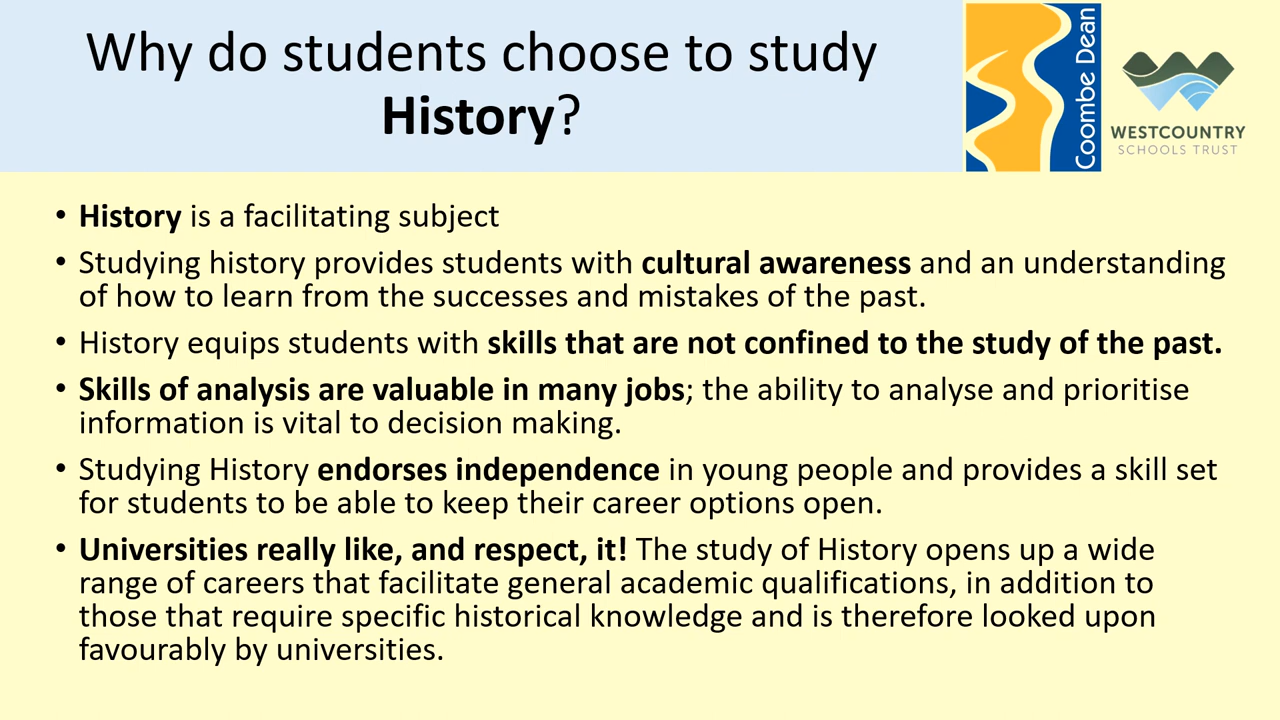 Why do students choose to study
History?
Coombe Dean
WESTCOUNTRY
SCHOOLS TRUST
• History is a facilitating subject
• Studying history provides students with cultural awareness and an understanding
of how to learn from the successes and mistakes of the past.
• History equips students with skills that are not confined to the study of the past.
• Skills of analysis are valuable in many jobs; the ability to analyse and prioritise
information is vital to decision making.
• Studying History endorses independence in young people and provides a skill set
for students to be able to keep their career options open.
• Universities really like, and respect, it! The study of History opens up a wide
range of careers that facilitate general academic qualifications, in addition to
those that require specific historical knowledge and is therefore looked upon
favourably by universities.